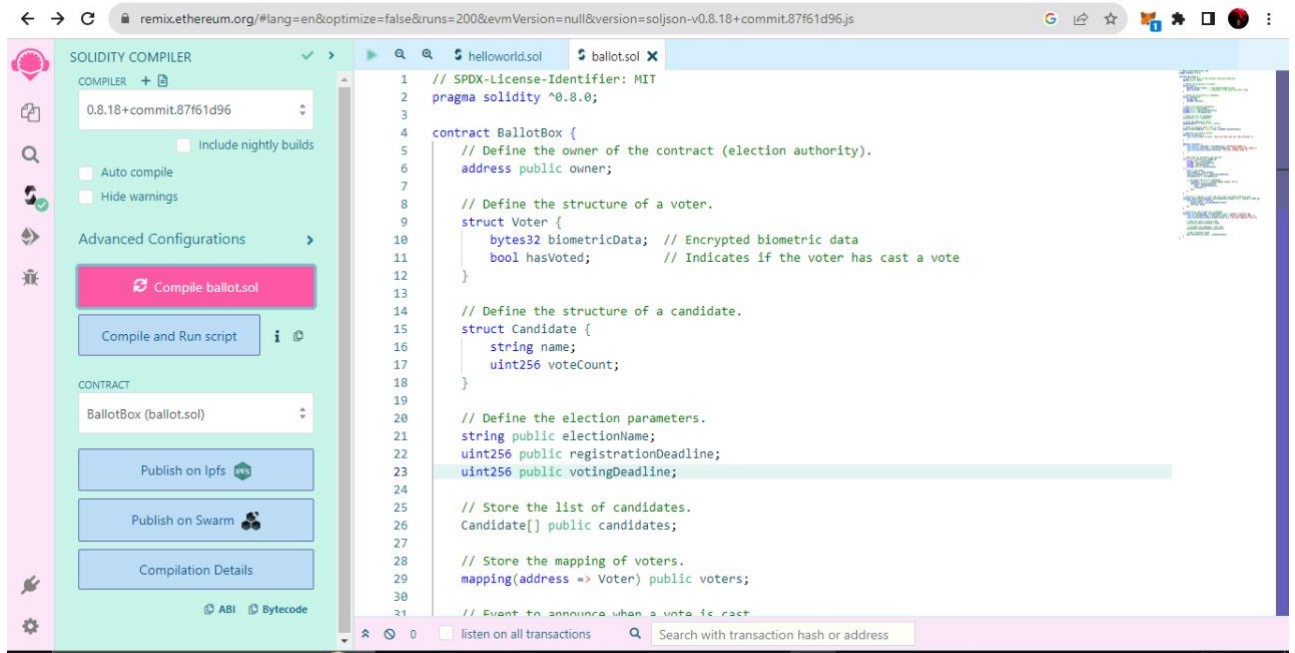 remix.ethereum.org/#lang=en&optimize=false&runs=200&evmVersion=null&version=soljson-v0.8.18+commit.87f61d96.js
SOLIDITY COMPILER
COMPILER
0.8.18+commit.87f61d96
Include nightly builds
Auto compile
Hide warnings
Advanced Configurations
Compile ballot.sol
Compile and Run script
CONTRACT
BallotBox (ballot.sol)
Publish on Ipfs
IPFS
Publish on Swarm
Compilation Details
ABI Bytecode
helloworld.sol ballot.sol
1 // SPDX-License-Identifier: MIT
2 pragma solidity ^0.8.0;
3
4 contract BallotBox {
5 // Define the owner of the contract (election authority).
6 address public owner;
7
8 // Define the structure of a voter.
9 struct Voter {
10 bytes32 biometricData; // Encrypted biometric data
11 bool hasVoted; // Indicates if the voter has cast a vote
12 }
13
14 // Define the structure of a candidate.
15 struct Candidate {
16 string name;
17 uint256 voteCount;
18 }
19
20 // Define the election parameters.
21 string public electionName;
22 uint256 public registrationDeadline;
23 uint256 public votingDeadline;
24
25 // Store the list of candidates.
26 Candidate[] public candidates;
27
28 // Store the mapping of voters.
29 mapping(address => Voter) public voters;
30
31 // Event to announce when a vote is cast
0 listen on all transactions Search with transaction hash or address